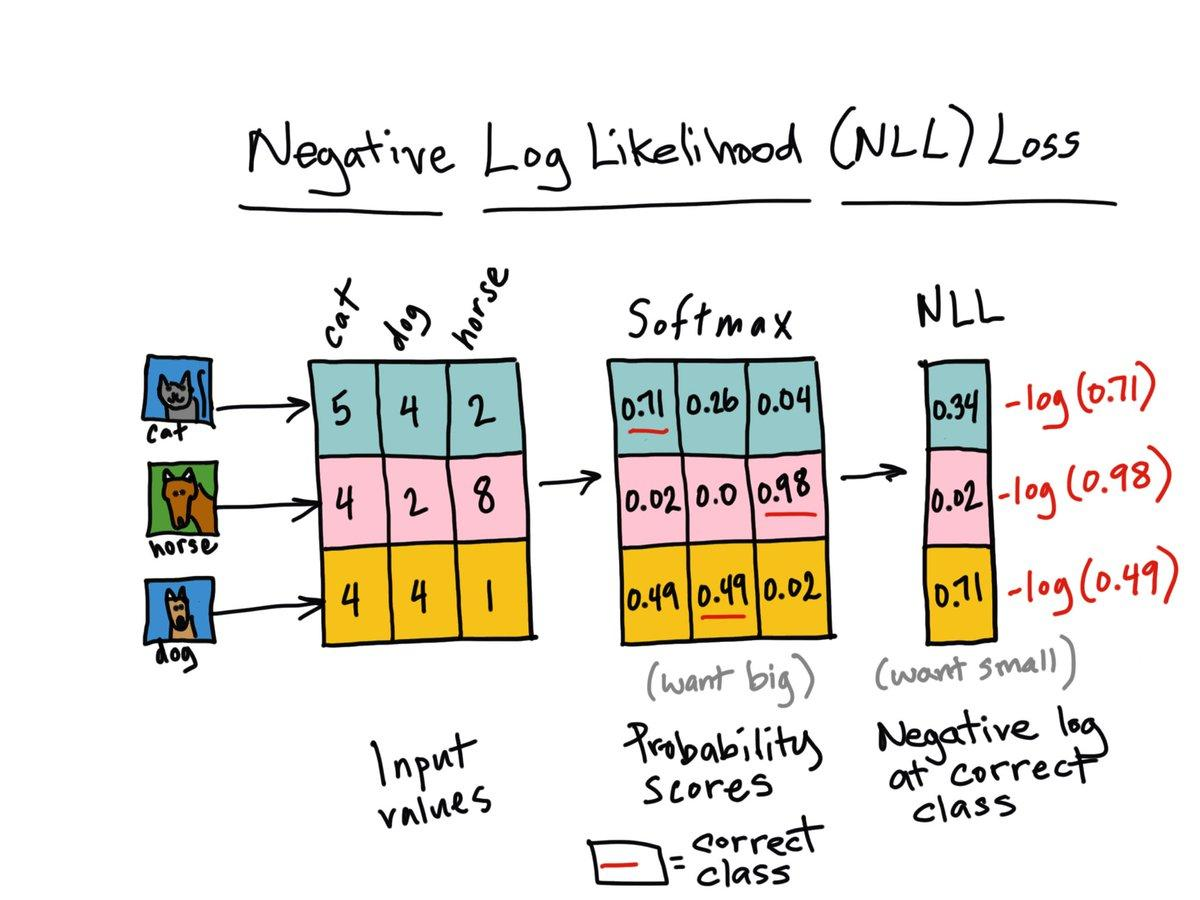 Negative Log Likelihood (NLL) Loss
cat dog horse
Softmax
NLL
cat
5 4 2
0.71 0.26 0.04
0.34 -log(0.71)
horse
4 2 8
0.02 0.0 0.98
0.02 -log(0.98)
dog
4 4 1
0.49 0.49 0.02
0.71 -log(0.49)
(want big)
(want small)
Input
values
Probability
scores
Negative log
at correct
class
= correct
class